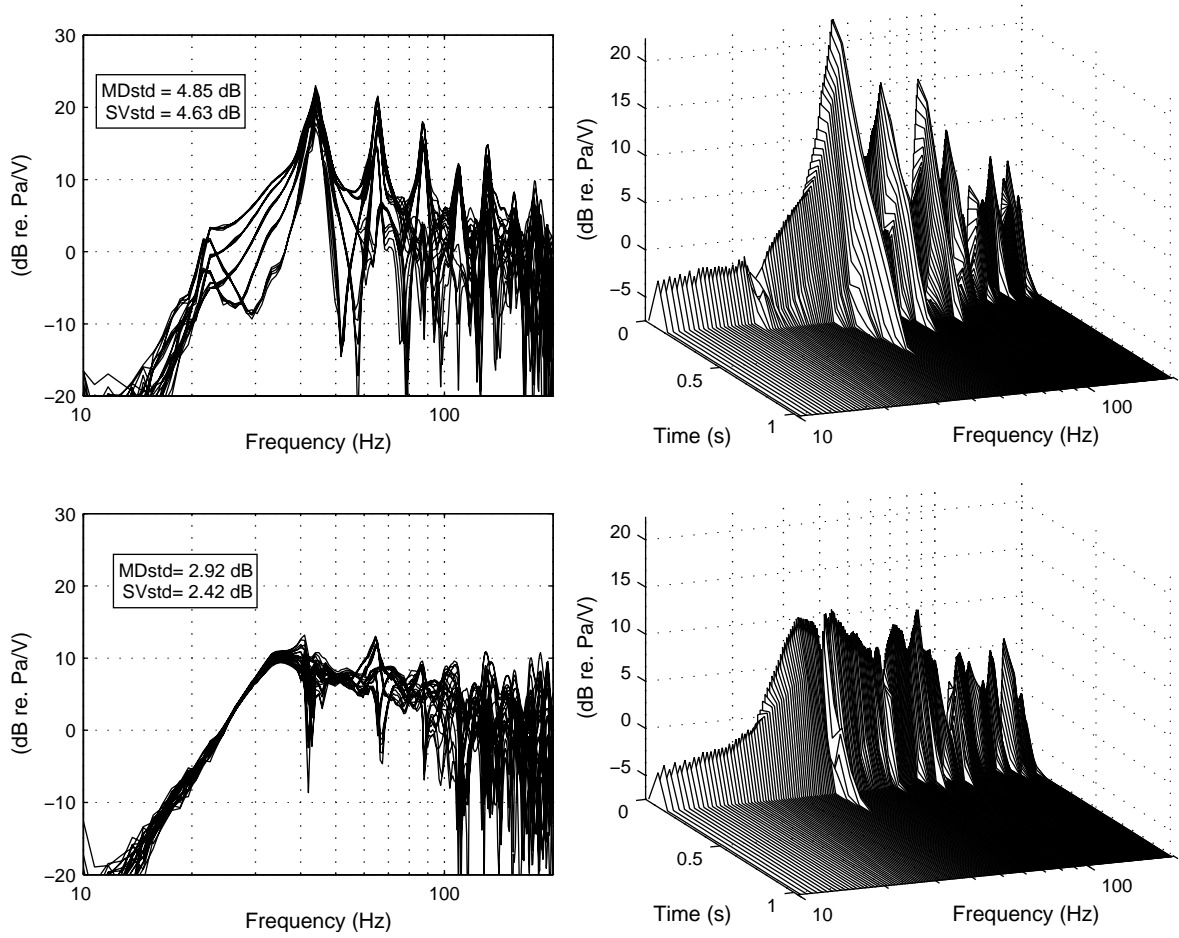 30
20
10
0
−10
−20
10
100
(dB re. Pa/V)
Frequency (Hz)
MDstd = 4.85 dB
SVstd = 4.63 dB
20
15
10
5
0
−5
(dB re. Pa/V)
0
0.5
1
Time (s)
10
100
Frequency (Hz)
30
20
10
0
−10
−20
10
100
(dB re. Pa/V)
Frequency (Hz)
MDstd= 2.92 dB
SVstd= 2.42 dB
20
15
10
5
0
−5
(dB re. Pa/V)
0
0.5
1
Time (s)
10
100
Frequency (Hz)